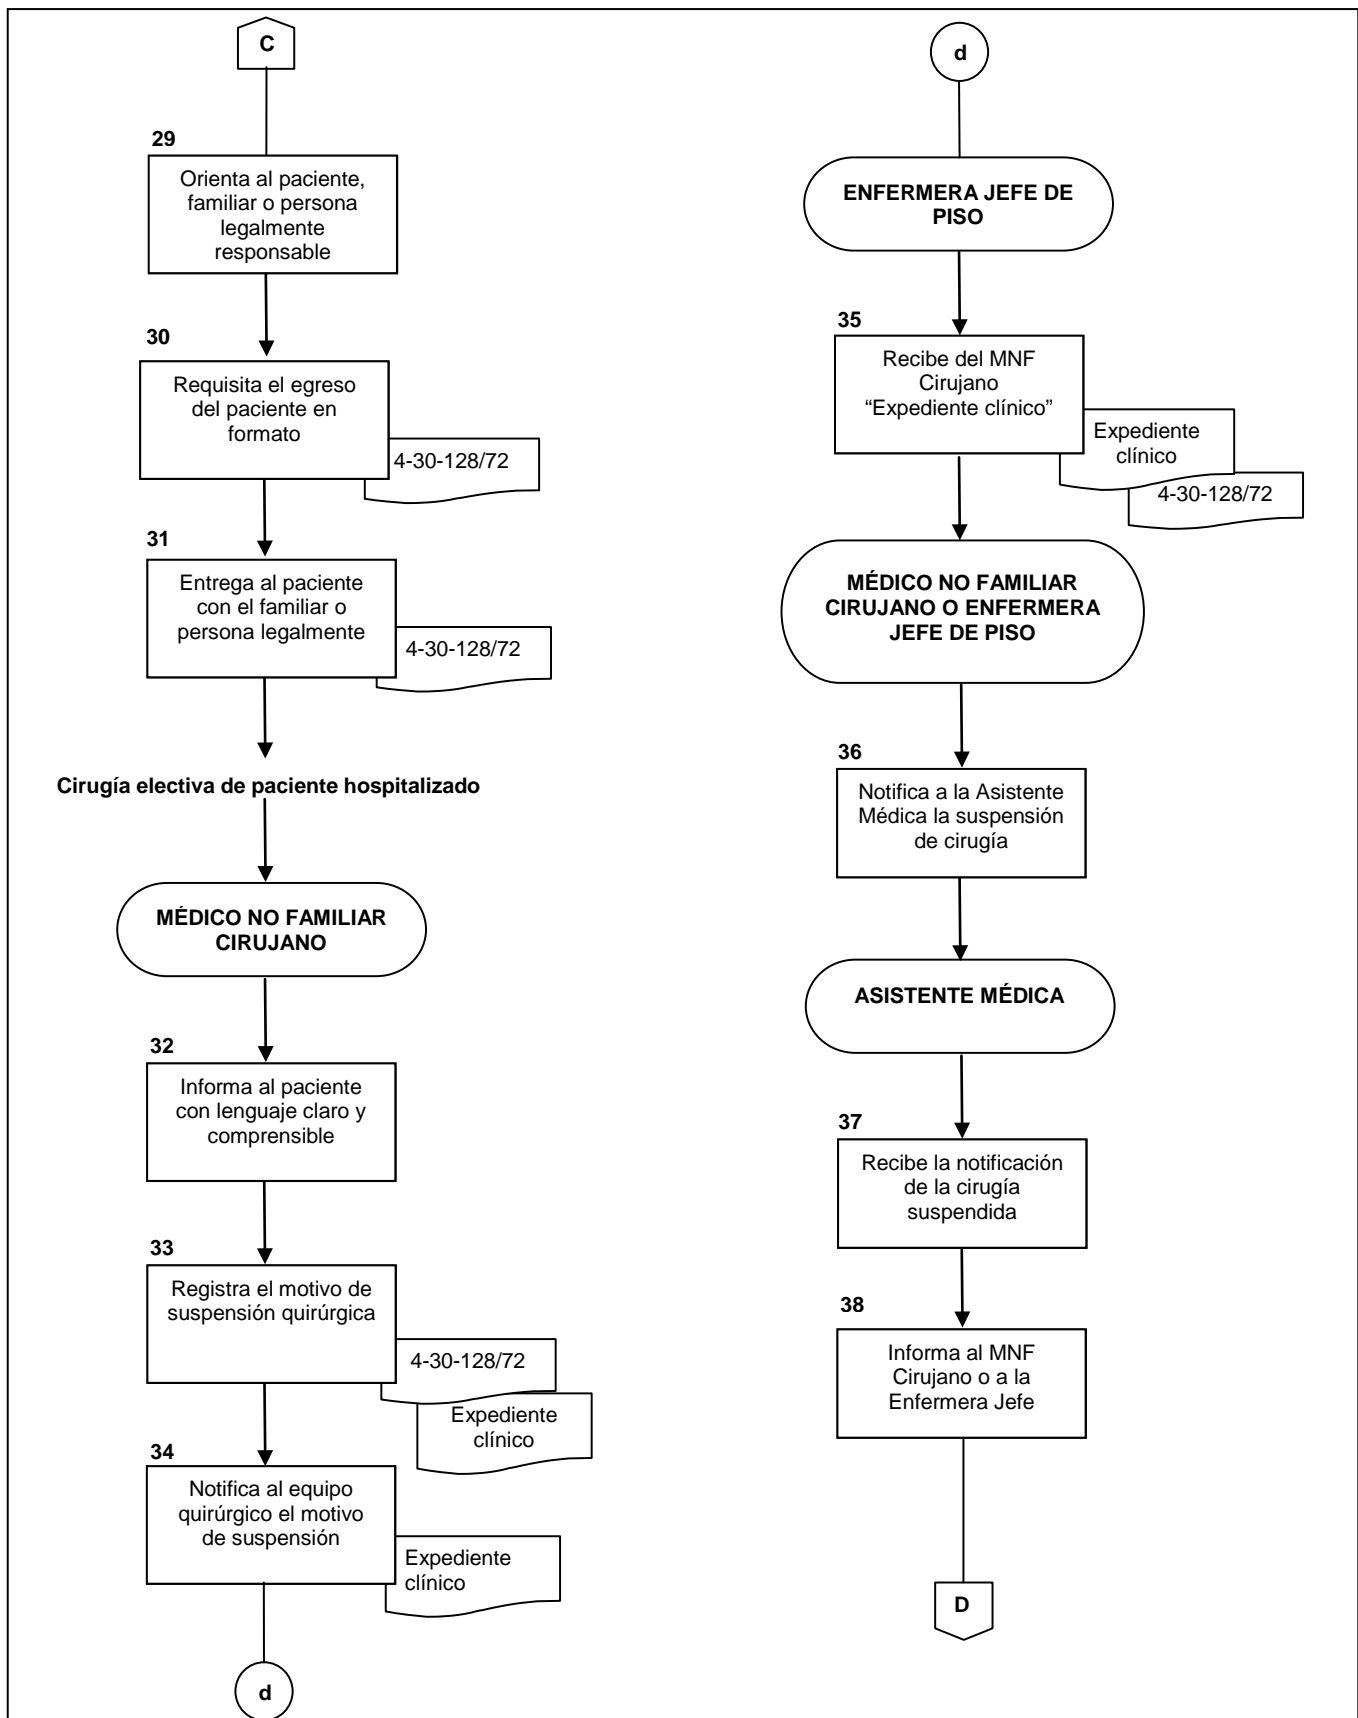 C
29
Orienta al paciente,
familiar o persona
legalmente
responsable
30
Requisita el egreso
del paciente en
formato
4-30-128/72
31
Entrega al paciente
con el familiar o
persona legalmente
4-30-128/72
Cirugía electiva de paciente hospitalizado
MÉDICO NO FAMILIAR
CIRUJANO
32
Informa al paciente
con lenguaje claro y
comprensible
33
Registra el motivo de
suspensión quirúrgica
4-30-128/72
Expediente
clínico
34
Notifica al equipo
quirúrgico el motivo
de suspensión
Expediente
clínico
d
d
ENFERMERA JEFE DE
PISO
35
Recibe del MNF
Cirujano
“Expediente clínico”
Expediente
clínico
4-30-128/72
MÉDICO NO FAMILIAR
CIRUJANO O ENFERMERA
JEFE DE PISO
36
Notifica a la Asistente
Médica la suspensión
de cirugía
ASISTENTE MÉDICA
37
Recibe la notificación
de la cirugía
suspendida
38
Informa al MNF
Cirujano o a la
Enfermera Jefe
D